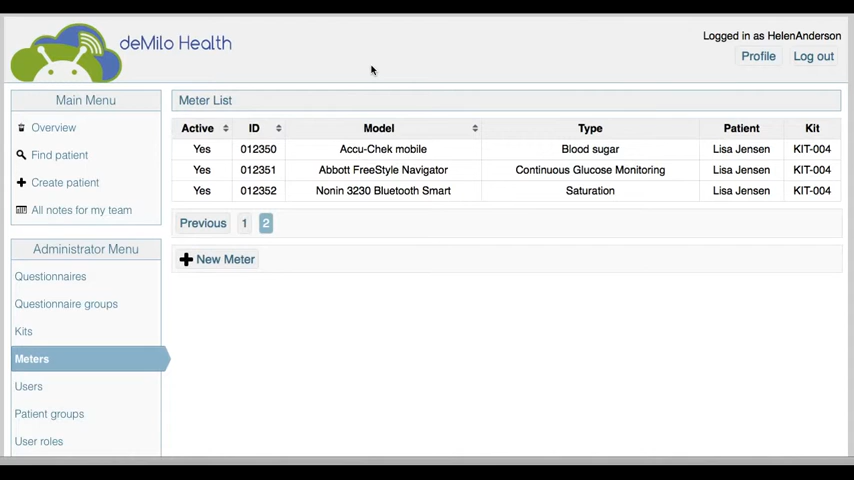 deMilo Health
Logged in as HelenAnderson
Profile Log out
Main Menu
Overview
Find patient
Create patient
All notes for my team
Administrator Menu
Questionnaires
Questionnaire groups
Kits
Meters
Users
Patient groups
User roles
Meter List
Active ID Model Type Patient Kit
Yes 012350 Accu-Chek mobile Blood sugar Lisa Jensen KIT-004
Yes 012351 Abbott FreeStyle Navigator Continuous Glucose Monitoring Lisa Jensen KIT-004
Yes 012352 Nonin 3230 Bluetooth Smart Saturation Lisa Jensen KIT-004
Previous 1 2
New Meter